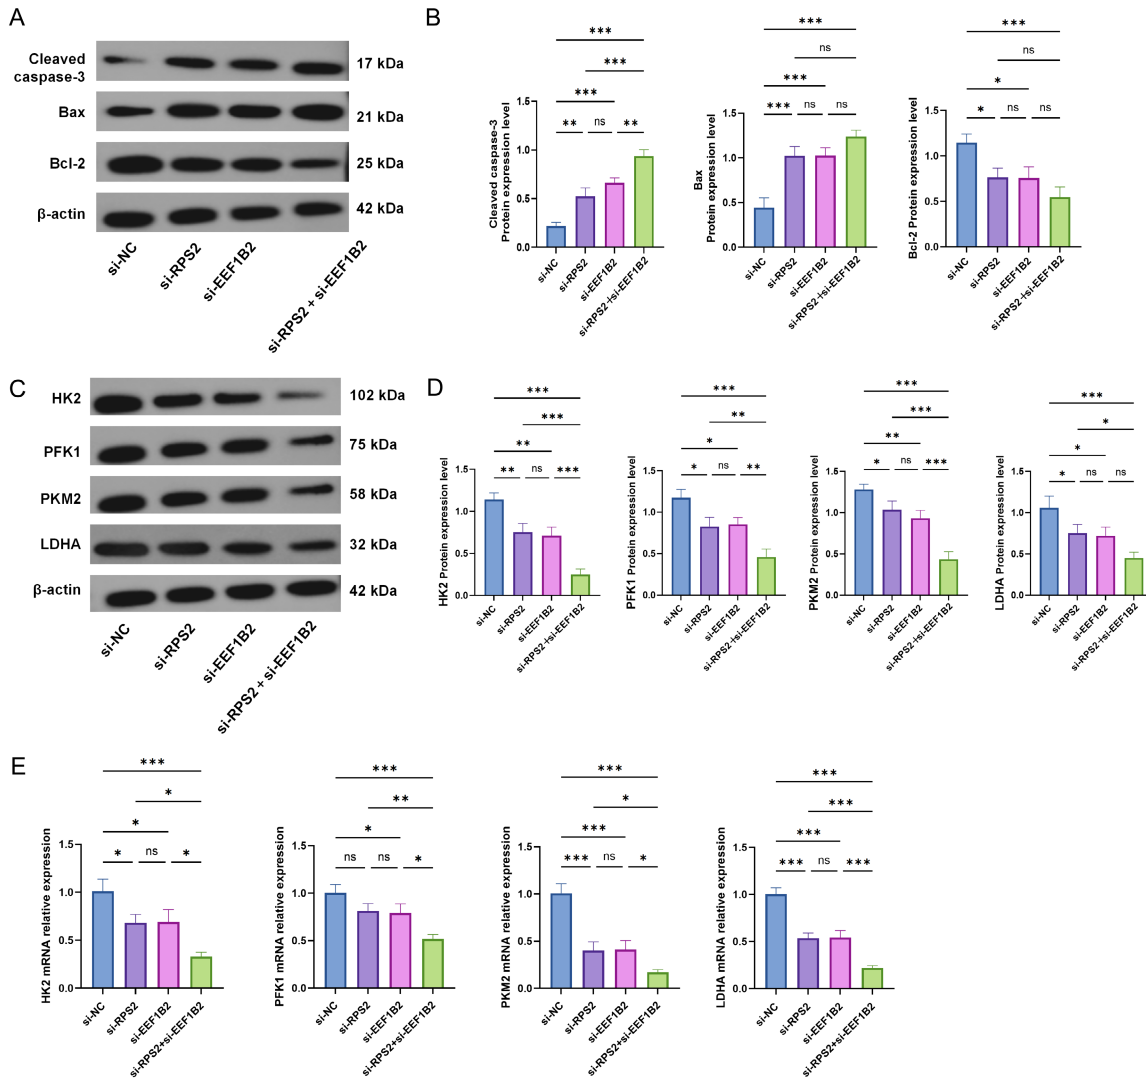 A
Cleaved
caspase-3
17 kDa
Bax
21 kDa
Bcl-2
25 kDa
β-actin
42 kDa
si-NC
si-RPS2
si-EEF1B2
si-RPS2 + si-EEF1B2
B
***
***
***
** ns **
Cleaved caspase-3
Protein expression level
1.5
1.0
0.5
0.0
si-NC
si-RPS2
si-EEF1B2
si-RPS2+si-EEF1B2
***
ns
***
*** ns ns
Bax
Protein expression level
1.5
1.0
0.5
0.0
si-NC
si-RPS2
si-EEF1B2
si-RPS2+si-EEF1B2
***
ns
*
* ns ns
Bcl-2 Protein expression level
1.5
1.0
0.5
0.0
si-NC
si-RPS2
si-EEF1B2
si-RPS2+si-EEF1B2
C
HK2
102 kDa
PFK1
75 kDa
PKM2
58 kDa
LDHA
32 kDa
β-actin
42 kDa
si-NC
si-RPS2
si-EEF1B2
si-RPS2 + si-EEF1B2
D
***
***
**
** ns ***
HK2 Protein expression level
1.5
1.0
0.5
0.0
si-NC
si-RPS2
si-EEF1B2
si-RPS2+si-EEF1B2
***
**
*
* ns **
PFK1 Protein expression level
1.5
1.0
0.5
0.0
si-NC
si-RPS2
si-EEF1B2
si-RPS2+si-EEF1B2
***
***
**
* ns ***
PKM2 Protein expression level
1.5
1.0
0.5
0.0
si-NC
si-RPS2
si-EEF1B2
si-RPS2+si-EEF1B2
***
*
*
* ns ns
LDHA Protein expression level
1.5
1.0
0.5
0.0
si-NC
si-RPS2
si-EEF1B2
si-RPS2+si-EEF1B2
E
***
*
*
* ns *
HK2 mRNA relative expression
1.5
1.0
0.5
0.0
si-NC
si-RPS2
si-EEF1B2
si-RPS2+si-EEF1B2
***
**
*
ns ns *
PFK1 mRNA relative expression
1.5
1.0
0.5
0.0
si-NC
si-RPS2
si-EEF1B2
si-RPS2+si-EEF1B2
***
*
***
*** ns *
PKM2 mRNA relative expression
1.5
1.0
0.5
0.0
si-NC
si-RPS2
si-EEF1B2
si-RPS2+si-EEF1B2
***
***
***
*** ns ***
LDHA mRNA relative expression
1.5
1.0
0.5
0.0
si-NC
si-RPS2
si-EEF1B2
si-RPS2+si-EEF1B2